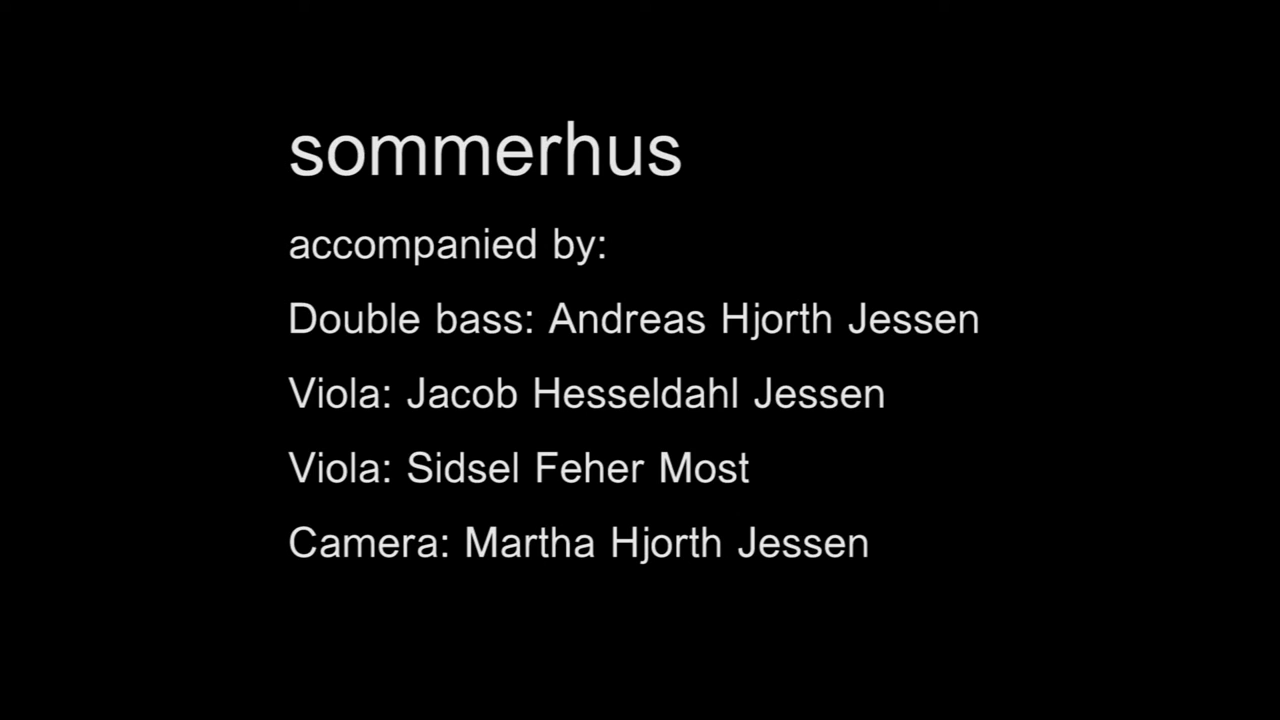 sommerhus
accompanied by:
Double bass: Andreas Hjorth Jessen
Viola: Jacob Hesseldahl Jessen
Viola: Sidsel Feher Most
Camera: Martha Hjorth Jessen